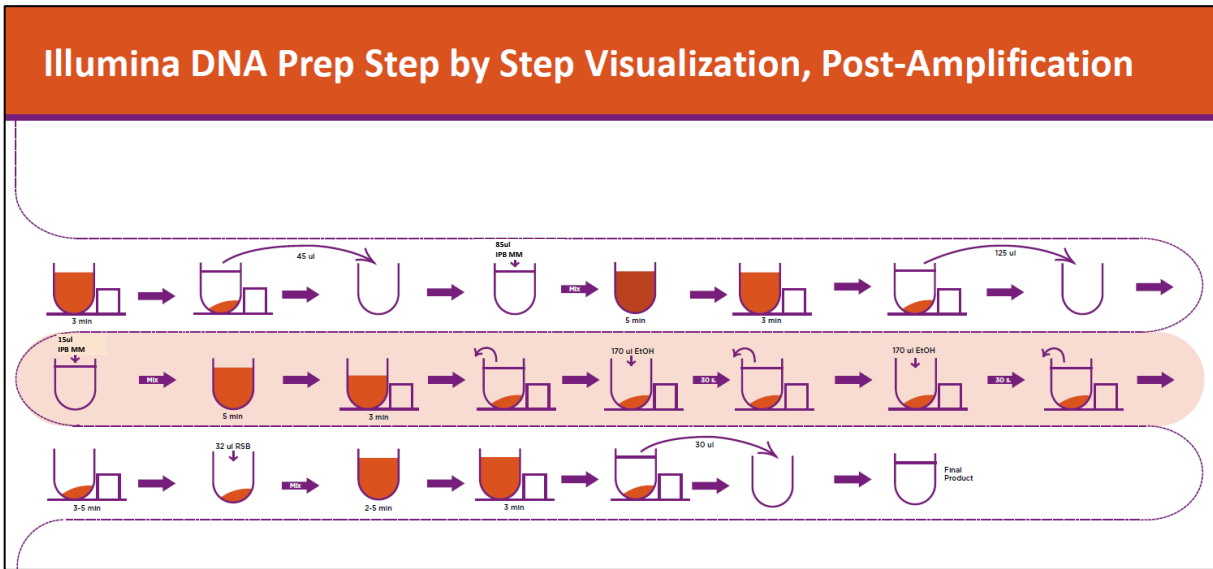 Illumina DNA Prep Step by Step Visualization, Post-Amplification
45 ul
85ul
IPB MM
125 ul
Mix
3 min
5 min
3 min
15ul
IPB MM
170 ul EtOH
170 ul EtOH
Mix
30 s.
30 s.
5 min
3 min
32 ul RSB
30 ul
Mix
Final
Product
3-5 min
2-5 min
3 min